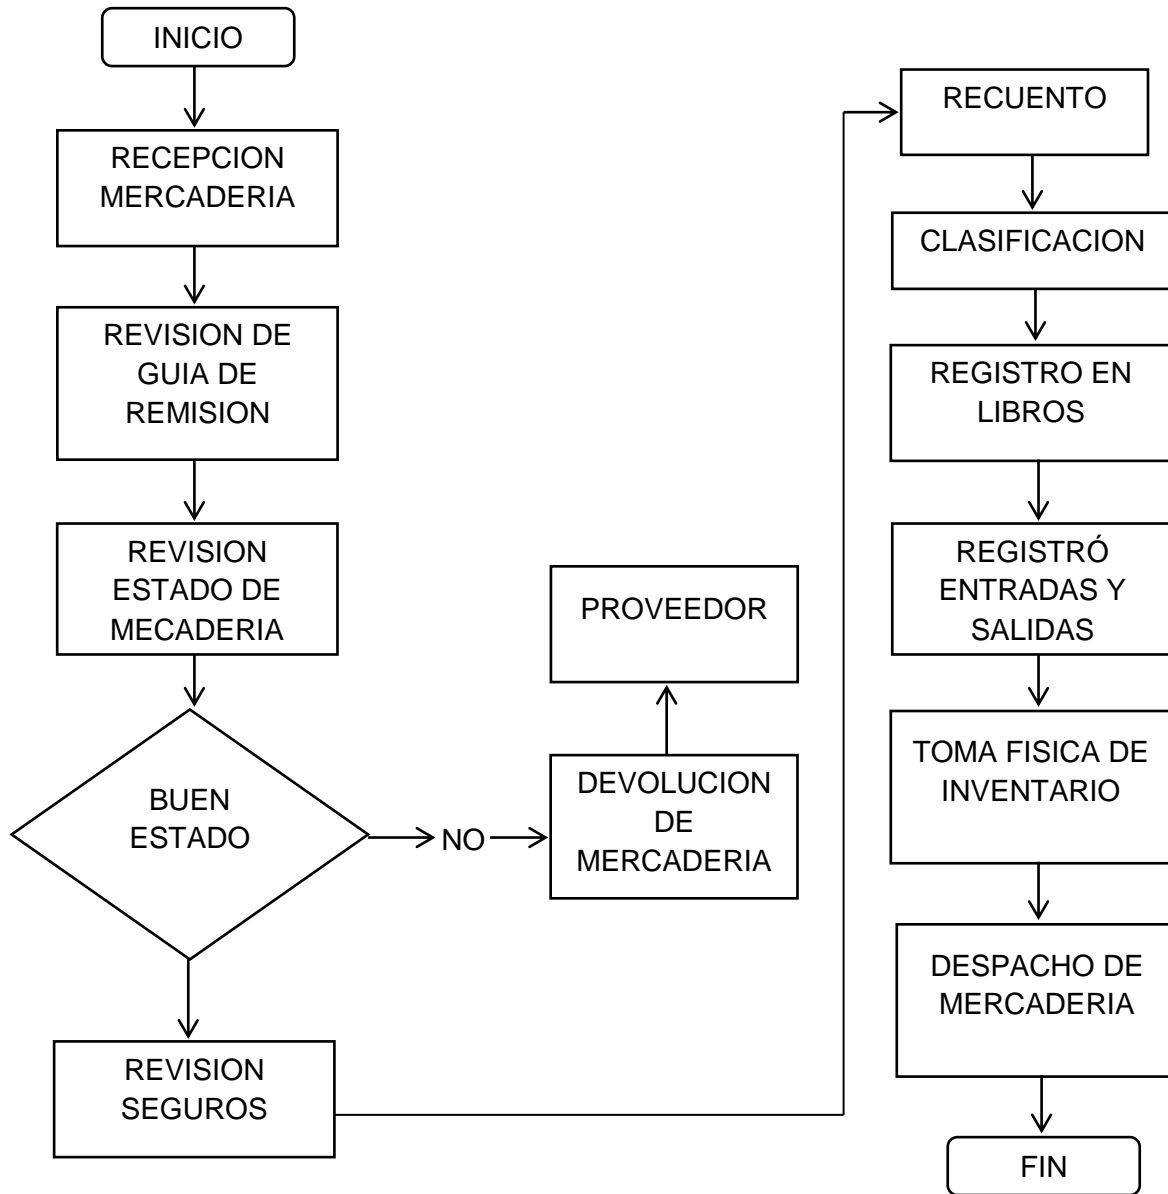 INICIO
RECEPCION
MERCADERIA
REVISION DE
GUIA DE
REMISION
REVISION
ESTADO DE
MECADERIA
BUEN
ESTADO
NO
DEVOLUCION
DE
MERCADERIA
PROVEEDOR
REVISION
SEGUROS
RECUENTO
CLASIFICACION
REGISTRO EN
LIBROS
REGISTRÓ
ENTRADAS Y
SALIDAS
TOMA FISICA DE
INVENTARIO
DESPACHO DE
MERCADERIA
FIN